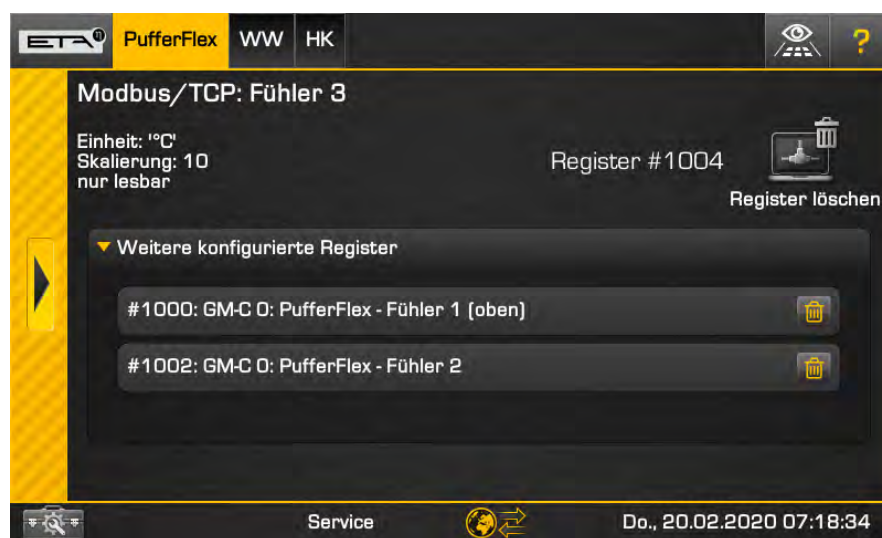 ETA
PufferFlex
WW
HK
?
Modbus/TCP: Fühler 3
Einheit: '°C'
Skalierung: 10
nur lesbar
Register #1004
Register löschen
Weitere konfigurierte Register
#1000: GM-C 0: PufferFlex - Fühler 1 (oben)
#1002: GM-C 0: PufferFlex - Fühler 2
Service
Do., 20.02.2020 07:18:34